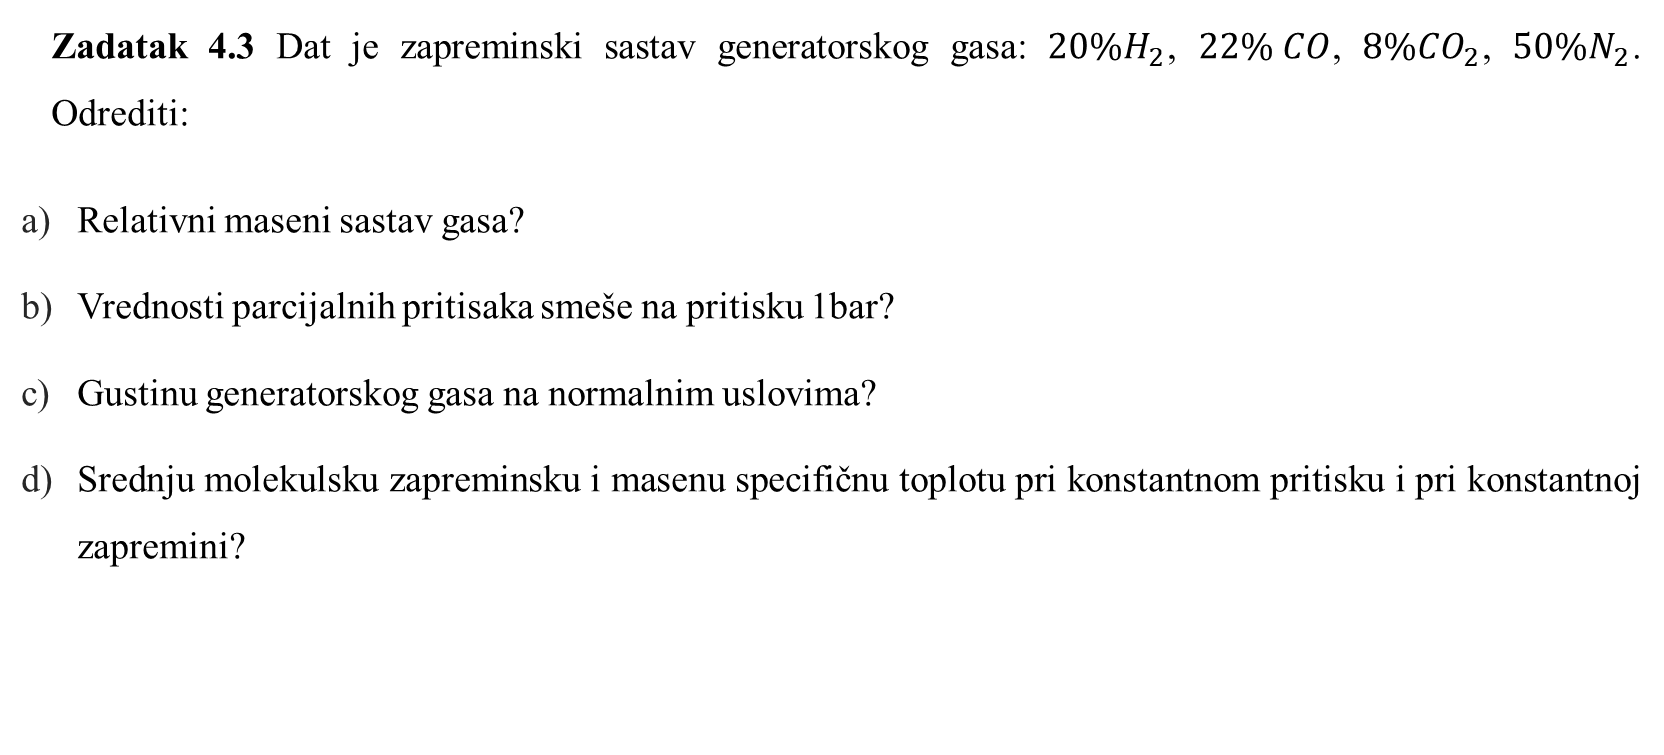 Zadatak 4.3 Dat je zapreminski sastav generatorskog gasa: 20%H₂, 22% CO, 8%CO₂, 50%N₂.
Odrediti:
a) Relativni maseni sastav gasa?
b) Vrednosti parcijalnih pritisaka smeše na pritisku 1bar?
c) Gustinu generatorskog gasa na normalnim uslovima?
d) Srednju molekulsku zapreminsku i masenu specifičnu toplotu pri konstantnom pritisku i pri konstantnoj
zapremini?